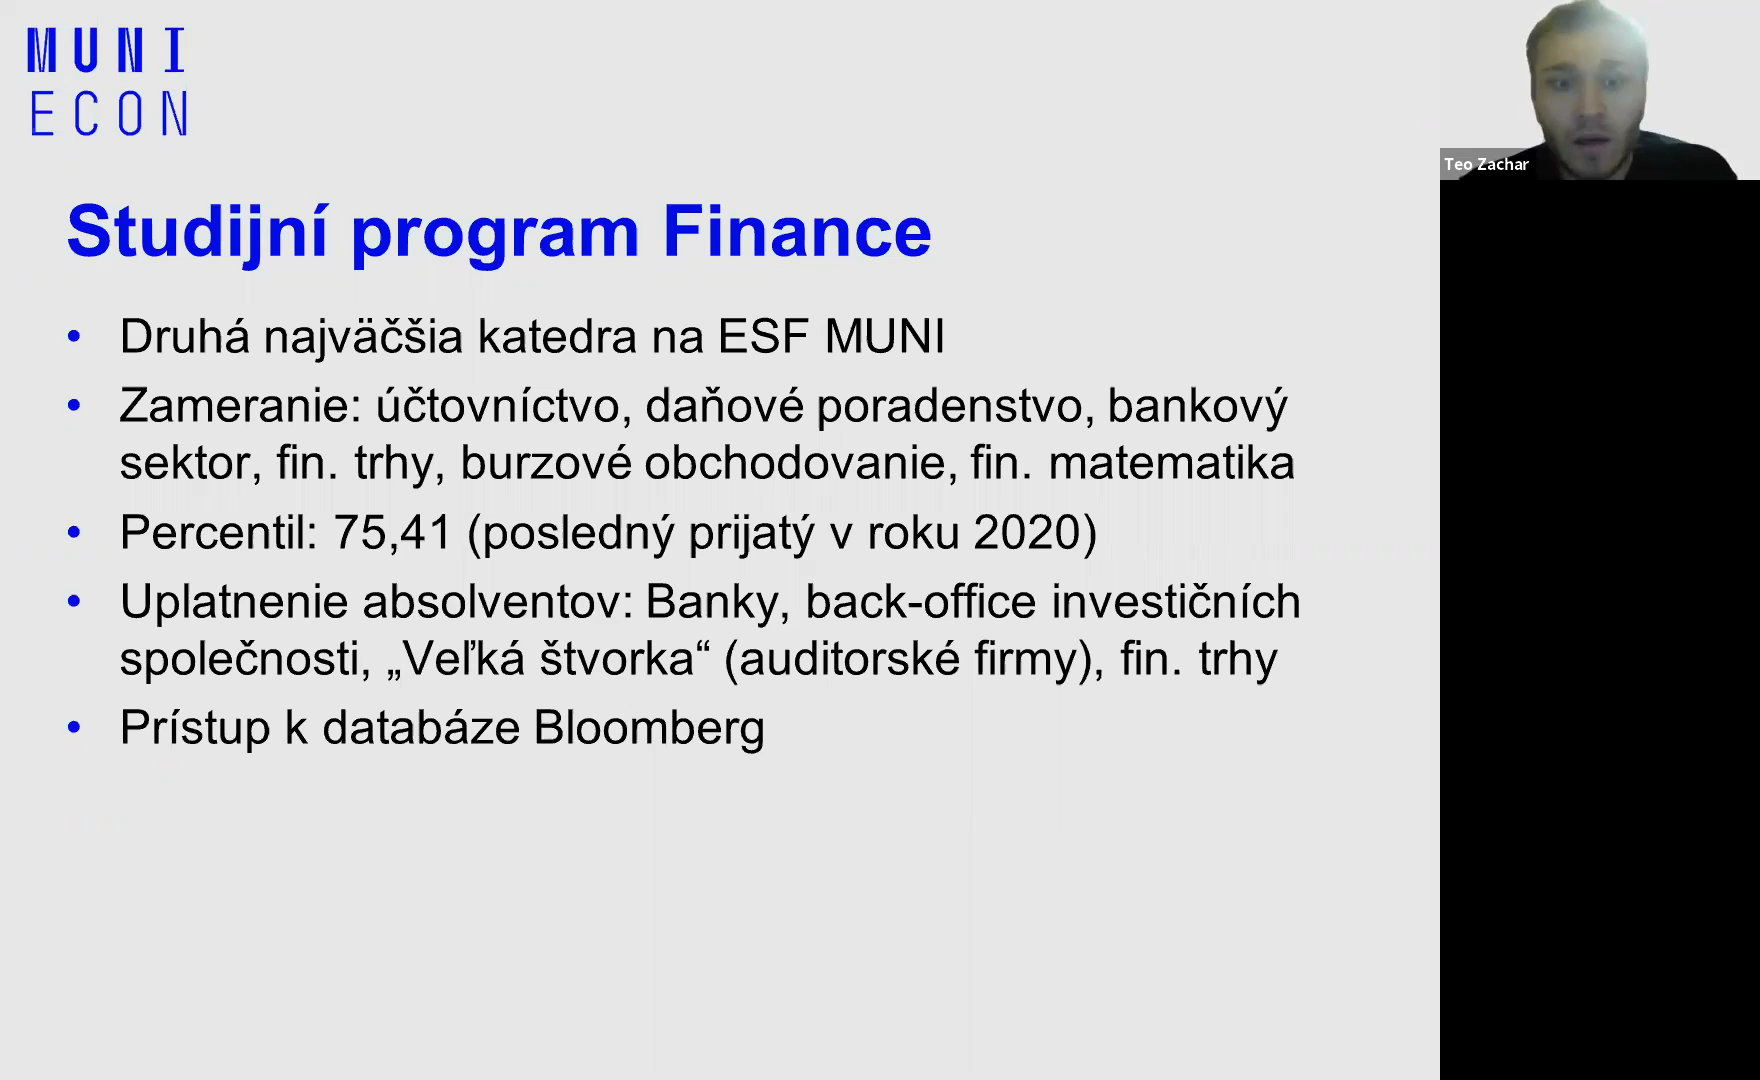 MUNI
ECON
Teo Zachar
Studijní program Finance
• Druhá najväčšia katedra na ESF MUNI
• Zameranie: účtovníctvo, daňové poradenstvo, bankový
sektor, fin. trhy, burzové obchodovanie, fin. matematika
• Percentil: 75,41 (posledný prijatý v roku 2020)
• Uplatnenie absolventov: Banky, back-office investičních
společnosti, „Veľká štvorka“ (auditorské firmy), fin. trhy
• Prístup k databáze Bloomberg